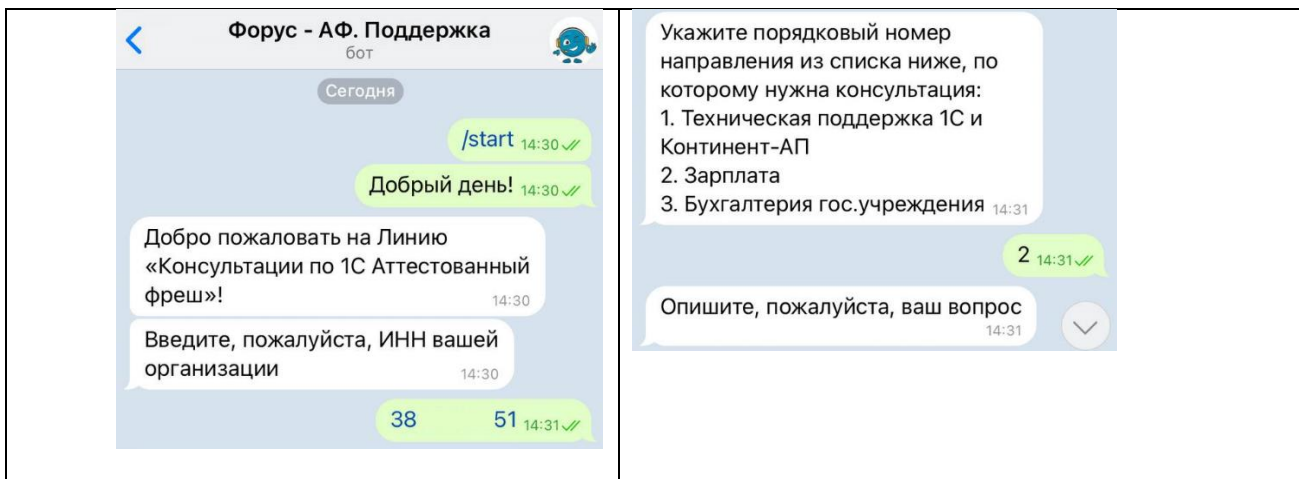 Форус - АФ. Поддержка
бот
Сегодня
/start 14:30
Добрый день! 14:30
Добро пожаловать на Линию
«Консультации по 1С Аттестованный
фреш»! 14:30
Введите, пожалуйста, ИНН вашей
организации 14:30
38 51 14:31
Укажите порядковый номер
направления из списка ниже, по
которому нужна консультация:
1. Техническая поддержка 1С и
Континент-АП
2. Зарплата
3. Бухгалтерия гос.учреждения 14:31
2 14:31
Опишите, пожалуйста, ваш вопрос
14:31